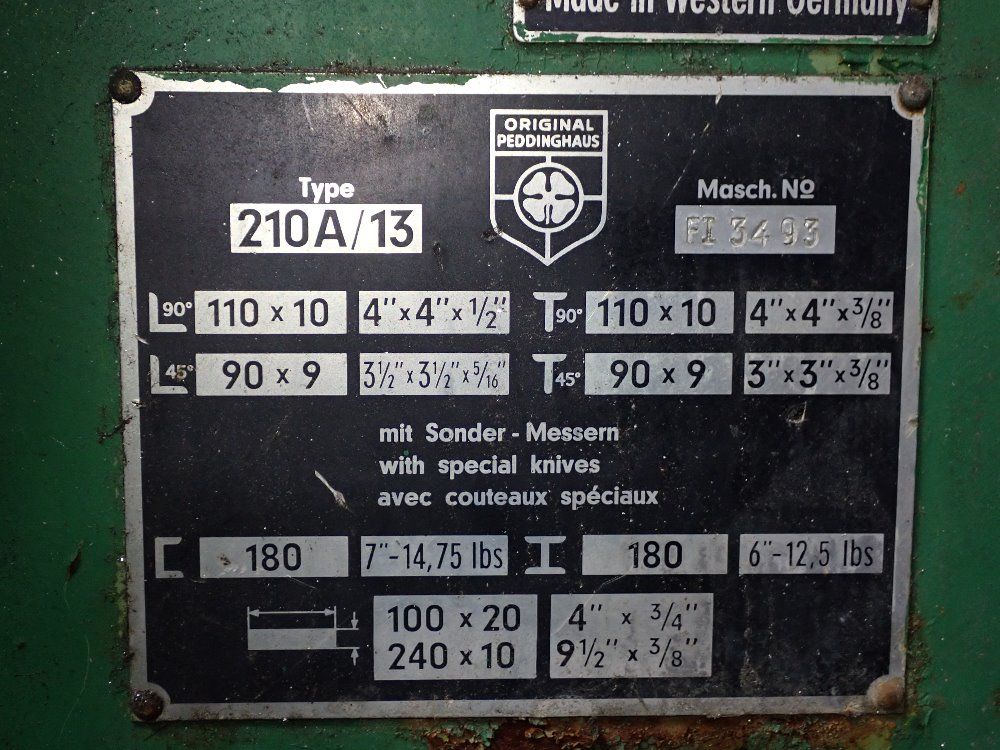 Made in Western Germany
ORIGINAL
PEDDINGHAUS
Type
210A/13
Masch. Nº
FI 3493
90° 110 x 10 4" x 4" x 1/2" 90° 110 x 10 4" x 4" x 3/8"
45° 90 x 9 3 1/2" x 3 1/2" x 5/16" 45° 90 x 9 3" x 3" x 3/8"
mit Sonder - Messern
with special knives
avec couteaux spéciaux
180 7"-14,75 lbs 180 6"-12,5 lbs
100 x 20 4" x 3/4"
240 x 10 9 1/2" x 3/8"